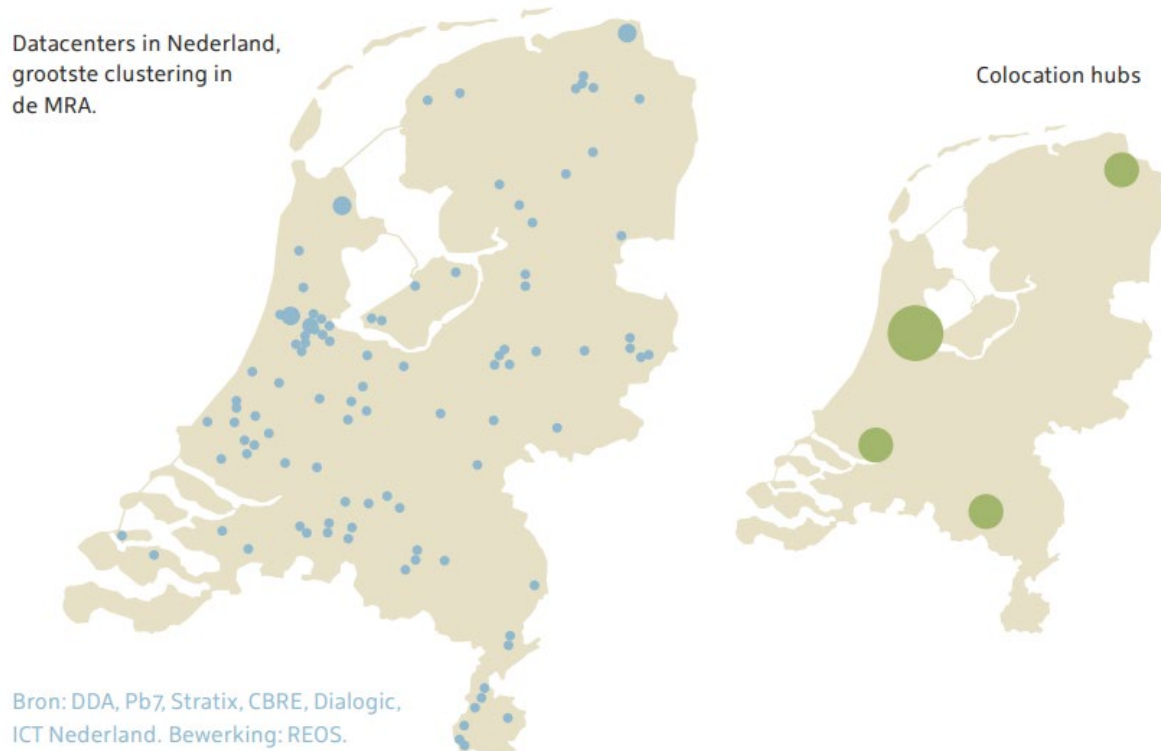 Datacenters in Nederland,
grootste clustering in
de MRA.
Colocation hubs
Bron: DDA, Pb7, Stratix, CBRE, Dialogic,
ICT Nederland. Bewerking: REOS.